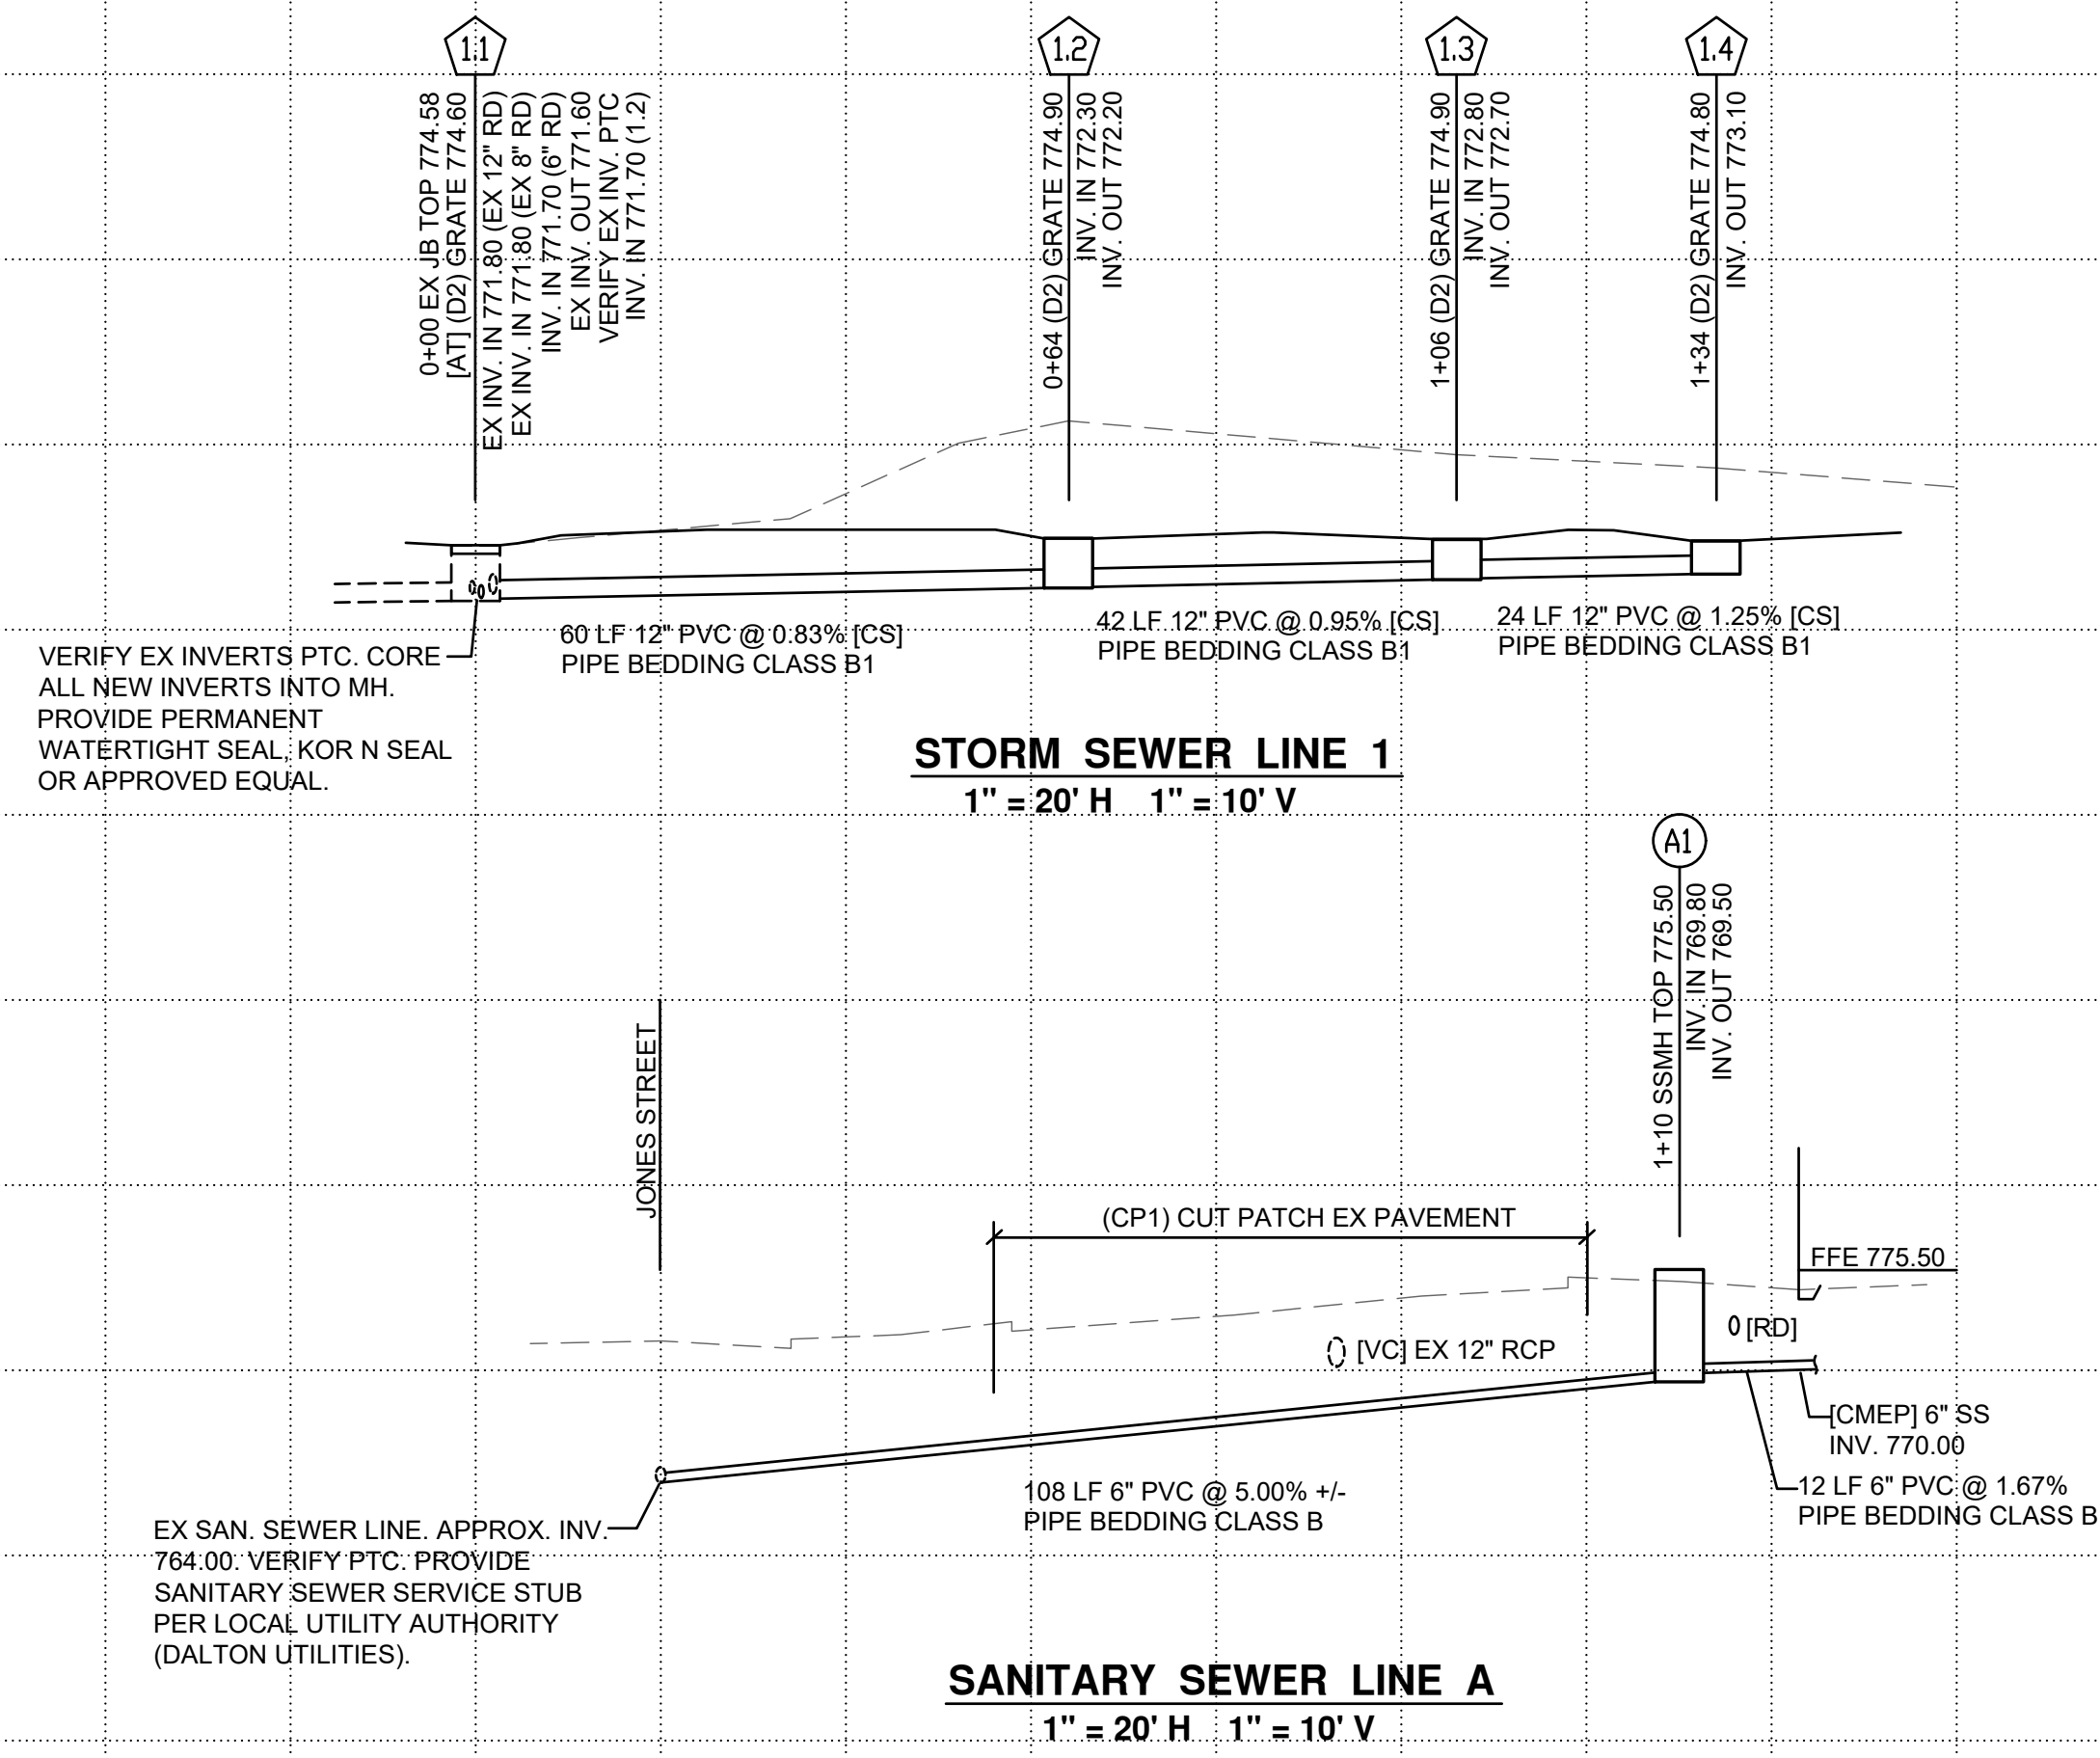 1.1
1.2
1.3
1.4
0+00 EX JB TOP 774.58
[AT] (D2) GRATE 774.60
EX INV. IN 771.80 (EX 12" RD)
EX INV. IN 771.80 (EX 8" RD)
INV. IN 771.70 (6" RD)
EX INV. OUT 771.60
VERIFY EX INV. PTC
INV. IN 771.70 (1.2)
0+64 (D2) GRATE 774.90
INV. IN 772.30
INV. OUT 772.20
1+06 (D2) GRATE 774.90
INV. IN 772.80
INV. OUT 772.70
1+34 (D2) GRATE 774.80
INV. OUT 773.10
60 LF 12" PVC @ 0.83% [CS]
PIPE BEDDING CLASS B1
42 LF 12" PVC @ 0.95% [CS]
PIPE BEDDING CLASS B1
24 LF 12" PVC @ 1.25% [CS]
PIPE BEDDING CLASS B1
VERIFY EX INVERTS PTC. CORE
ALL NEW INVERTS INTO MH.
PROVIDE PERMANENT
WATERTIGHT SEAL, KOR N SEAL
OR APPROVED EQUAL.
STORM SEWER LINE 1
1" = 20' H 1" = 10' V
A1
1+10 SSMH TOP 775.50
INV. IN 769.80
INV. OUT 769.50
JONES STREET
(CP1) CUT PATCH EX PAVEMENT
FFE 775.50
[RD]
[VC] EX 12" RCP
[CMEP] 6" SS
INV. 770.00
12 LF 6" PVC @ 1.67%
PIPE BEDDING CLASS B
108 LF 6" PVC @ 5.00% +/-
PIPE BEDDING CLASS B
EX SAN. SEWER LINE. APPROX. INV.
764.00. VERIFY PTC. PROVIDE
SANITARY SEWER SERVICE STUB
PER LOCAL UTILITY AUTHORITY
(DALTON UTILITIES).
SANITARY SEWER LINE A
1" = 20' H 1" = 10' V